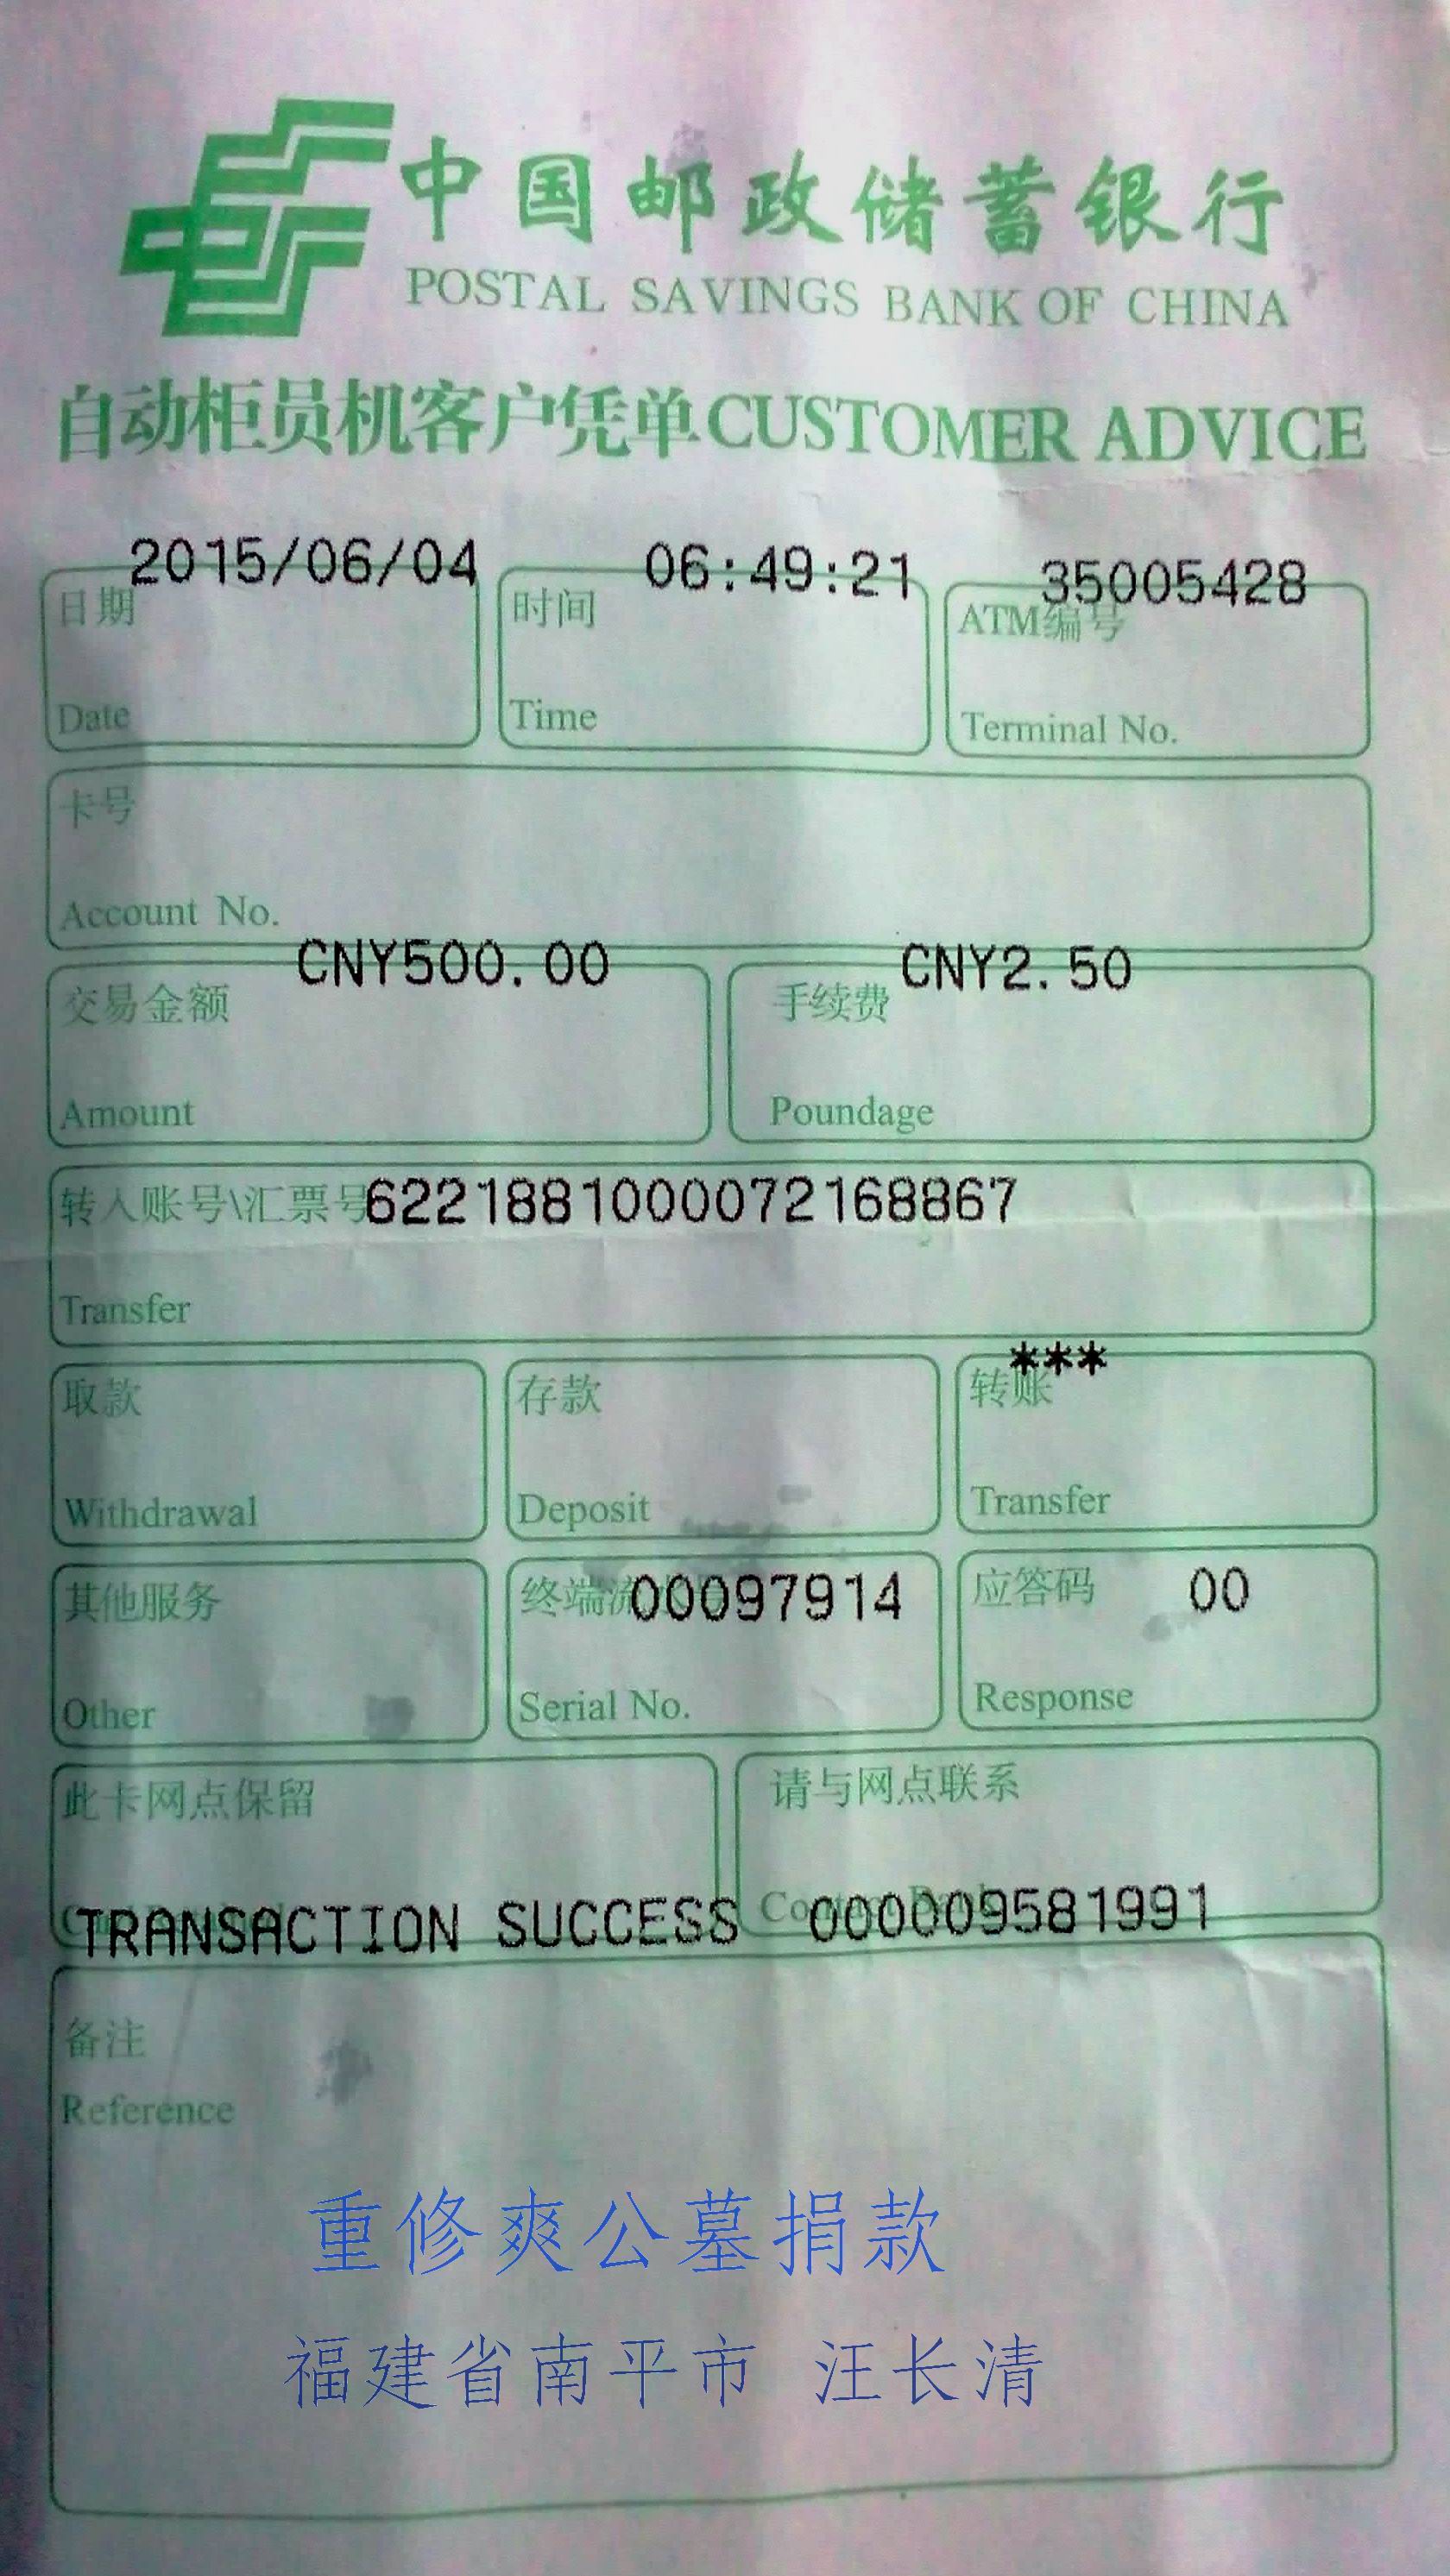 中国邮政储蓄银行
POSTAL SAVINGS BANK OF CHINA
自动柜员机客户凭单CUSTOMER ADVICE
2015/06/04 06:49:21 35005428
日期 时间 ATM编号
Date Time Terminal No.
卡号
Account No.
CNY500.00 CNY2.50
交易金额 手续费
Amount Poundage
转入账号\汇票号6221881000072168867
Transfer
***
取款 存款 转账
Withdrawal Deposit Transfer
其他服务 终端流 00097914 应答码 00
Other Serial No. Response
此卡网点保留 请与网点联系
TRANSACTION SUCCESS 000009581991
备注
Reference
重修爽公墓捐款
福建省南平市 汪长清